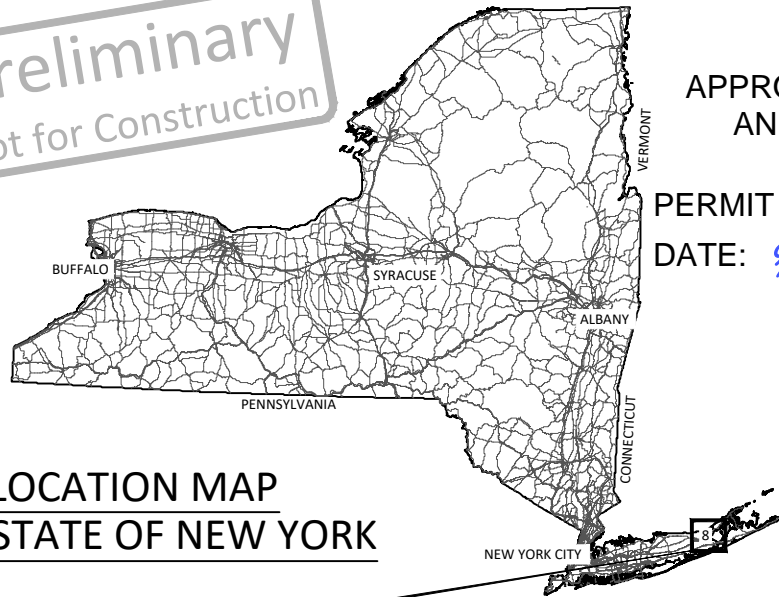 reliminary
ot for Construction
APPRO
AN
VERMONT
PERMIT
DATE:
BUFFALO
SYRACUSE
ALBANY
PENNSYLVANIA
CONNECTICUT
LOCATION MAP
STATE OF NEW YORK
NEW YORK CITY
8